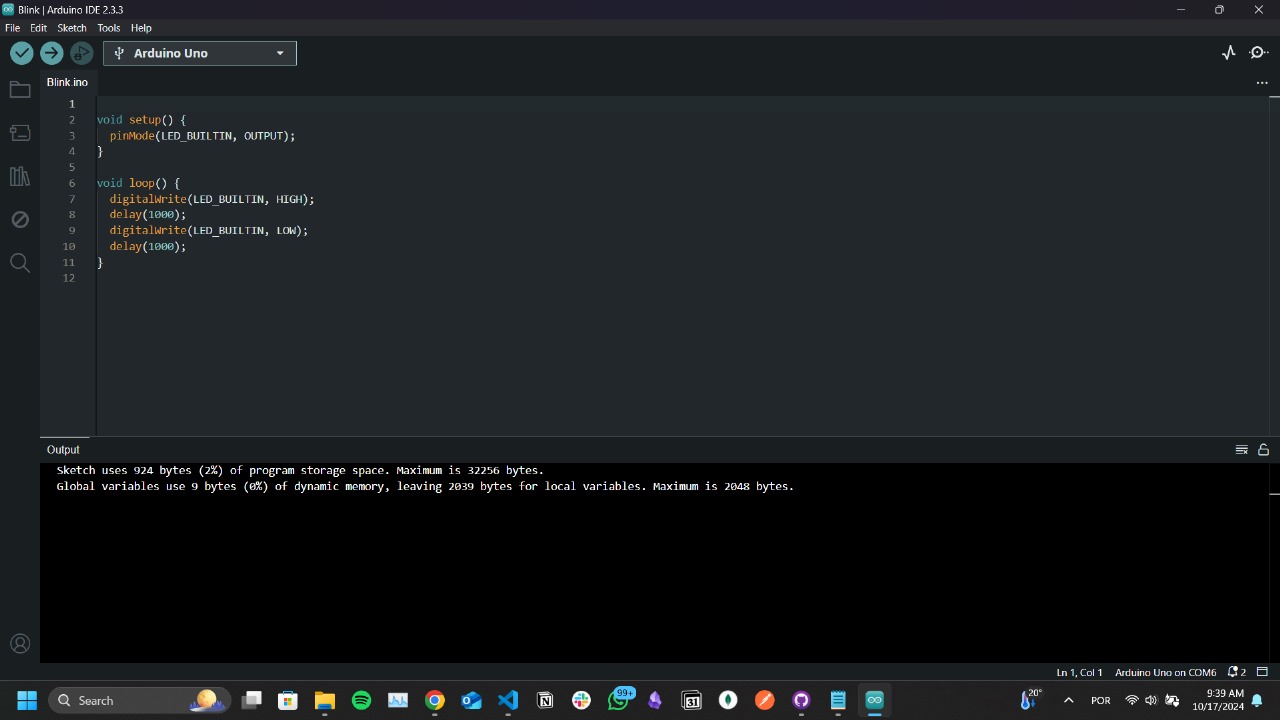 Blink | Arduino IDE 2.3.3
File Edit Sketch Tools Help
Arduino Uno
Blink.ino
1
2 void setup() {
3 pinMode(LED_BUILTIN, OUTPUT);
4 }
5
6 void loop() {
7 digitalWrite(LED_BUILTIN, HIGH);
8 delay(1000);
9 digitalWrite(LED_BUILTIN, LOW);
10 delay(1000);
11 }
12
Output
Sketch uses 924 bytes (2%) of program storage space. Maximum is 32256 bytes.
Global variables use 9 bytes (0%) of dynamic memory, leaving 2039 bytes for local variables. Maximum is 2048 bytes.
Ln 1, Col 1 Arduino Uno on COM6 2
Search 99+ 31 20° POR 9:39 AM
10/17/2024